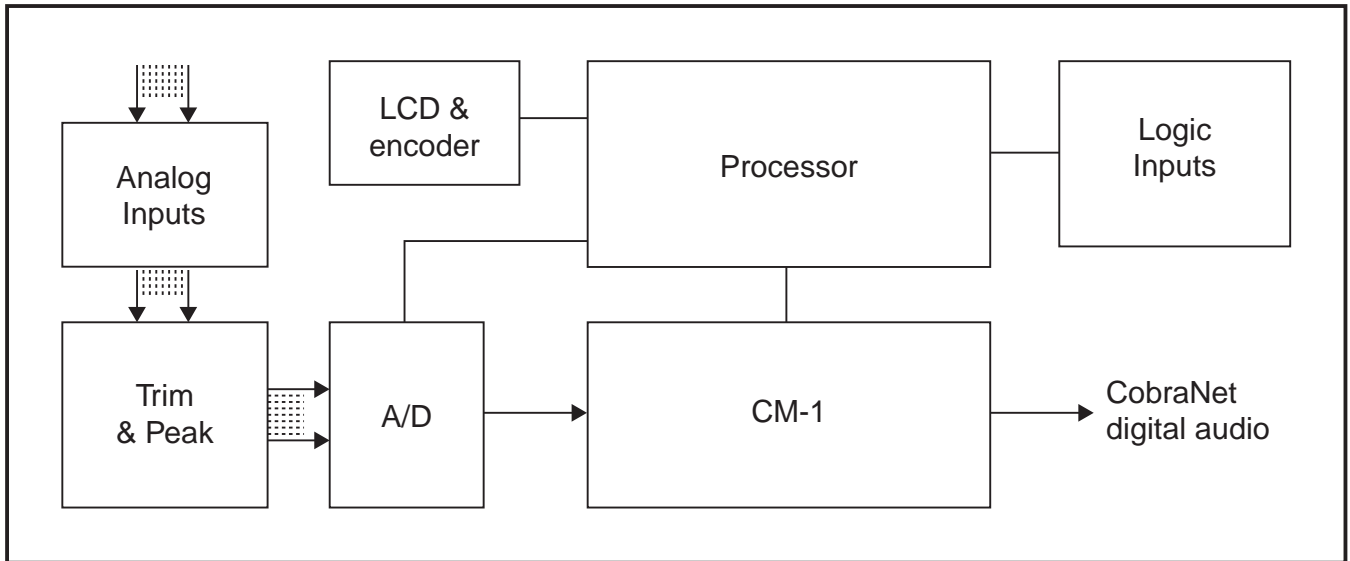 LCD &
encoder
Processor
Logic
Inputs
Analog
Inputs
Trim
& Peak
A/D
CM-1
CobraNet
digital audio